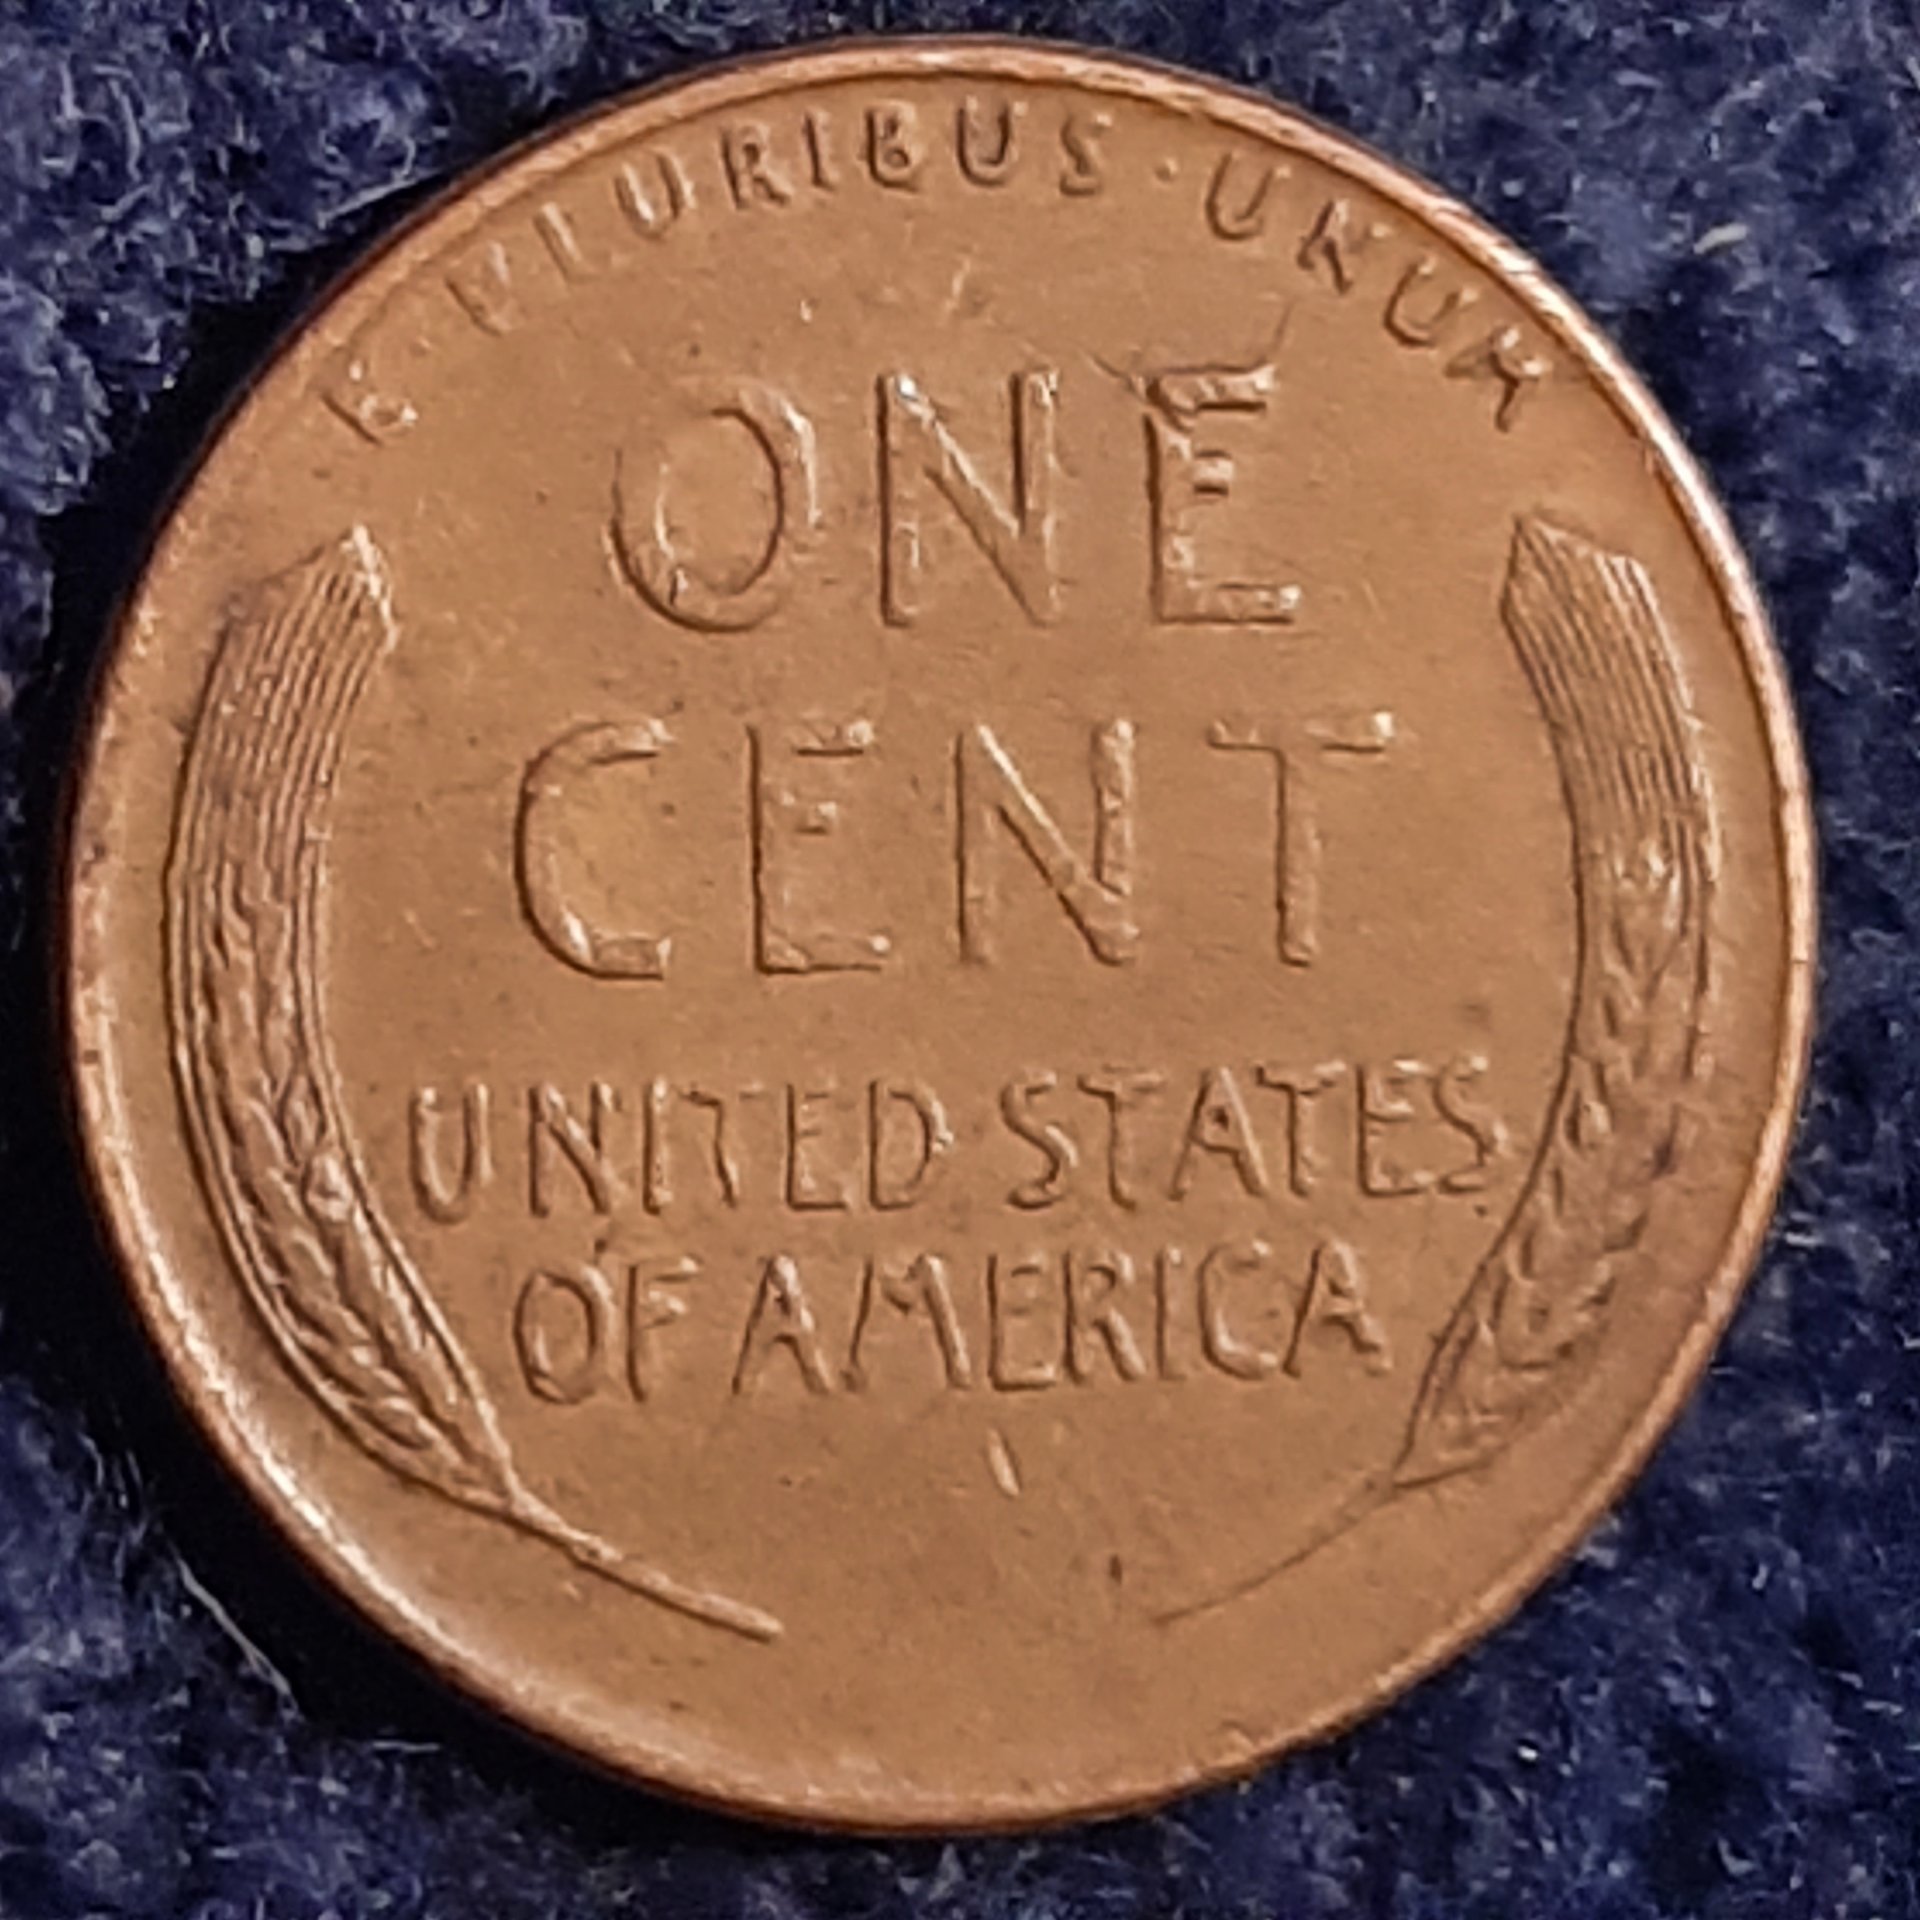 E · PLURIBUS · UNUM
ONE
CENT
UNITED STATES
OF AMERICA